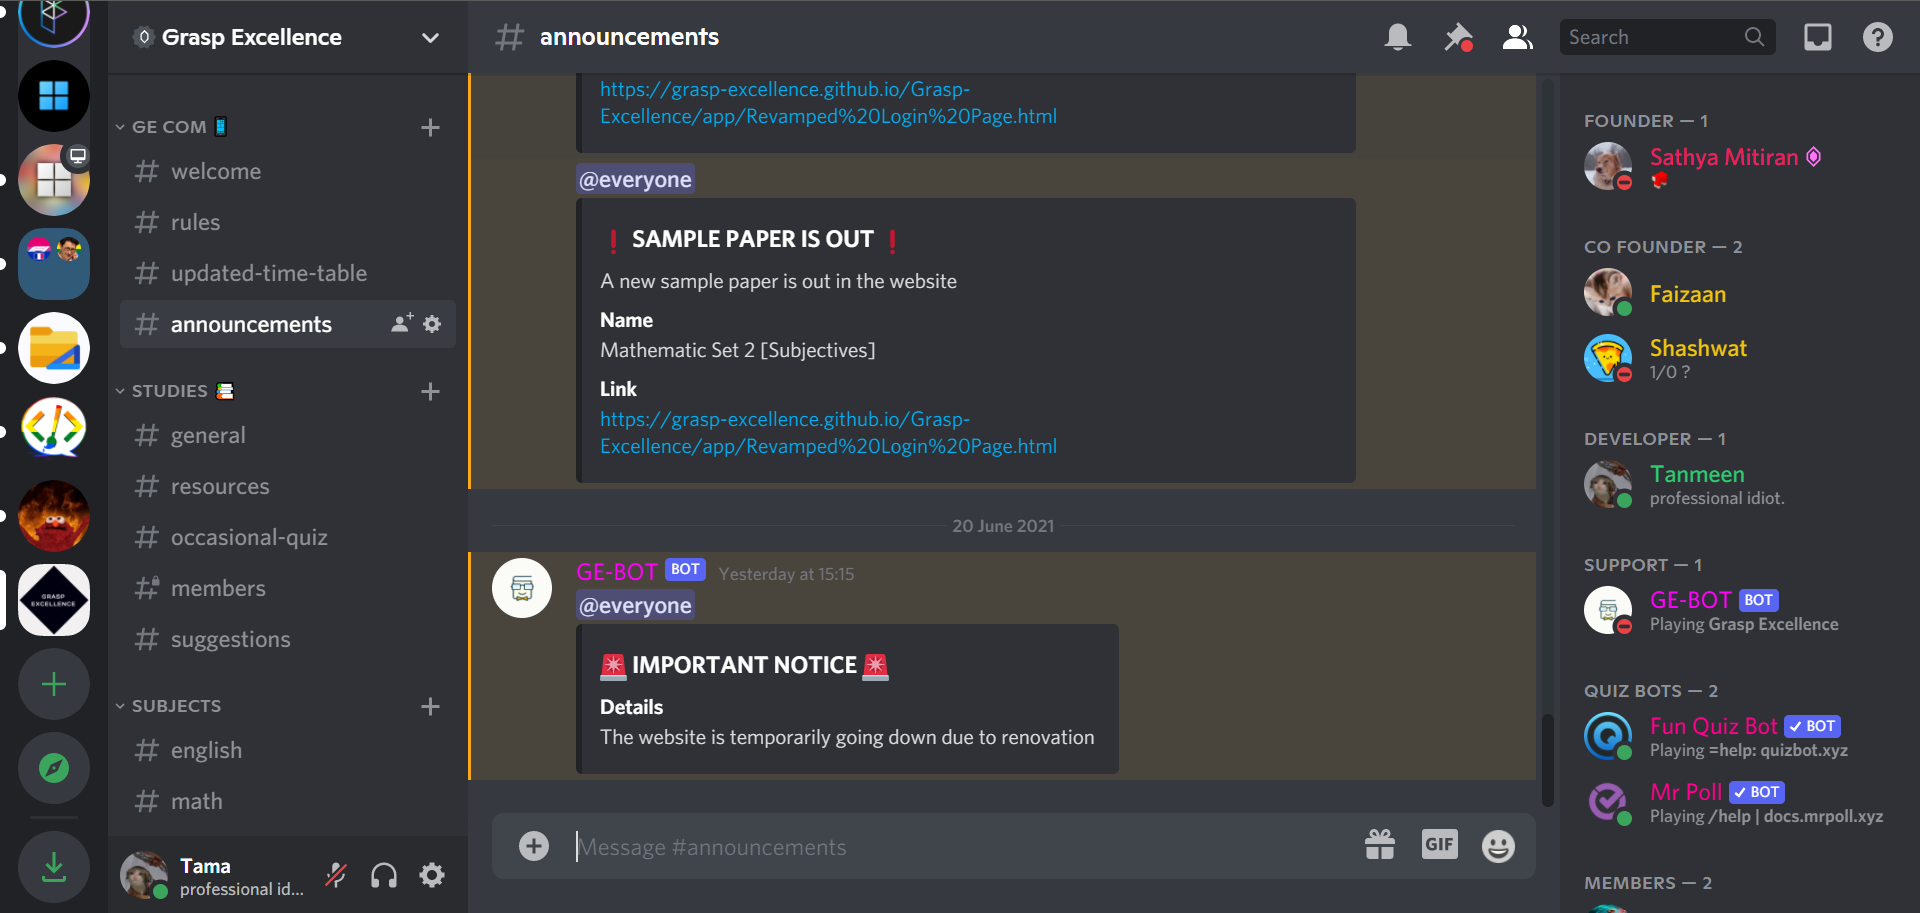 Grasp Excellence
GE COM
welcome
rules
updated-time-table
announcements
STUDIES
general
resources
occasional-quiz
members
suggestions
SUBJECTS
english
math
GRASP
EXCELLENCE
Tama
professional id...
announcements
Search
https://grasp-excellence.github.io/Grasp-
Excellence/app/Revamped%20Login%20Page.html
@everyone
❗ SAMPLE PAPER IS OUT ❗
A new sample paper is out in the website
Name
Mathematic Set 2 [Subjectives]
Link
https://grasp-excellence.github.io/Grasp-
Excellence/app/Revamped%20Login%20Page.html
20 June 2021
GE-BOT BOT Yesterday at 15:15
@everyone
🚨 IMPORTANT NOTICE 🚨
Details
The website is temporarily going down due to renovation
Message #announcements
GIF
FOUNDER — 1
Sathya Mitiran
CO FOUNDER — 2
Faizaan
Shashwat
1/0 ?
DEVELOPER — 1
Tanmeen
professional idiot.
SUPPORT — 1
GE-BOT BOT
Playing Grasp Excellence
QUIZ BOTS — 2
Fun Quiz Bot ✓ BOT
Playing =help: quizbot.xyz
Mr Poll ✓ BOT
Playing /help | docs.mrpoll.xyz
MEMBERS — 2